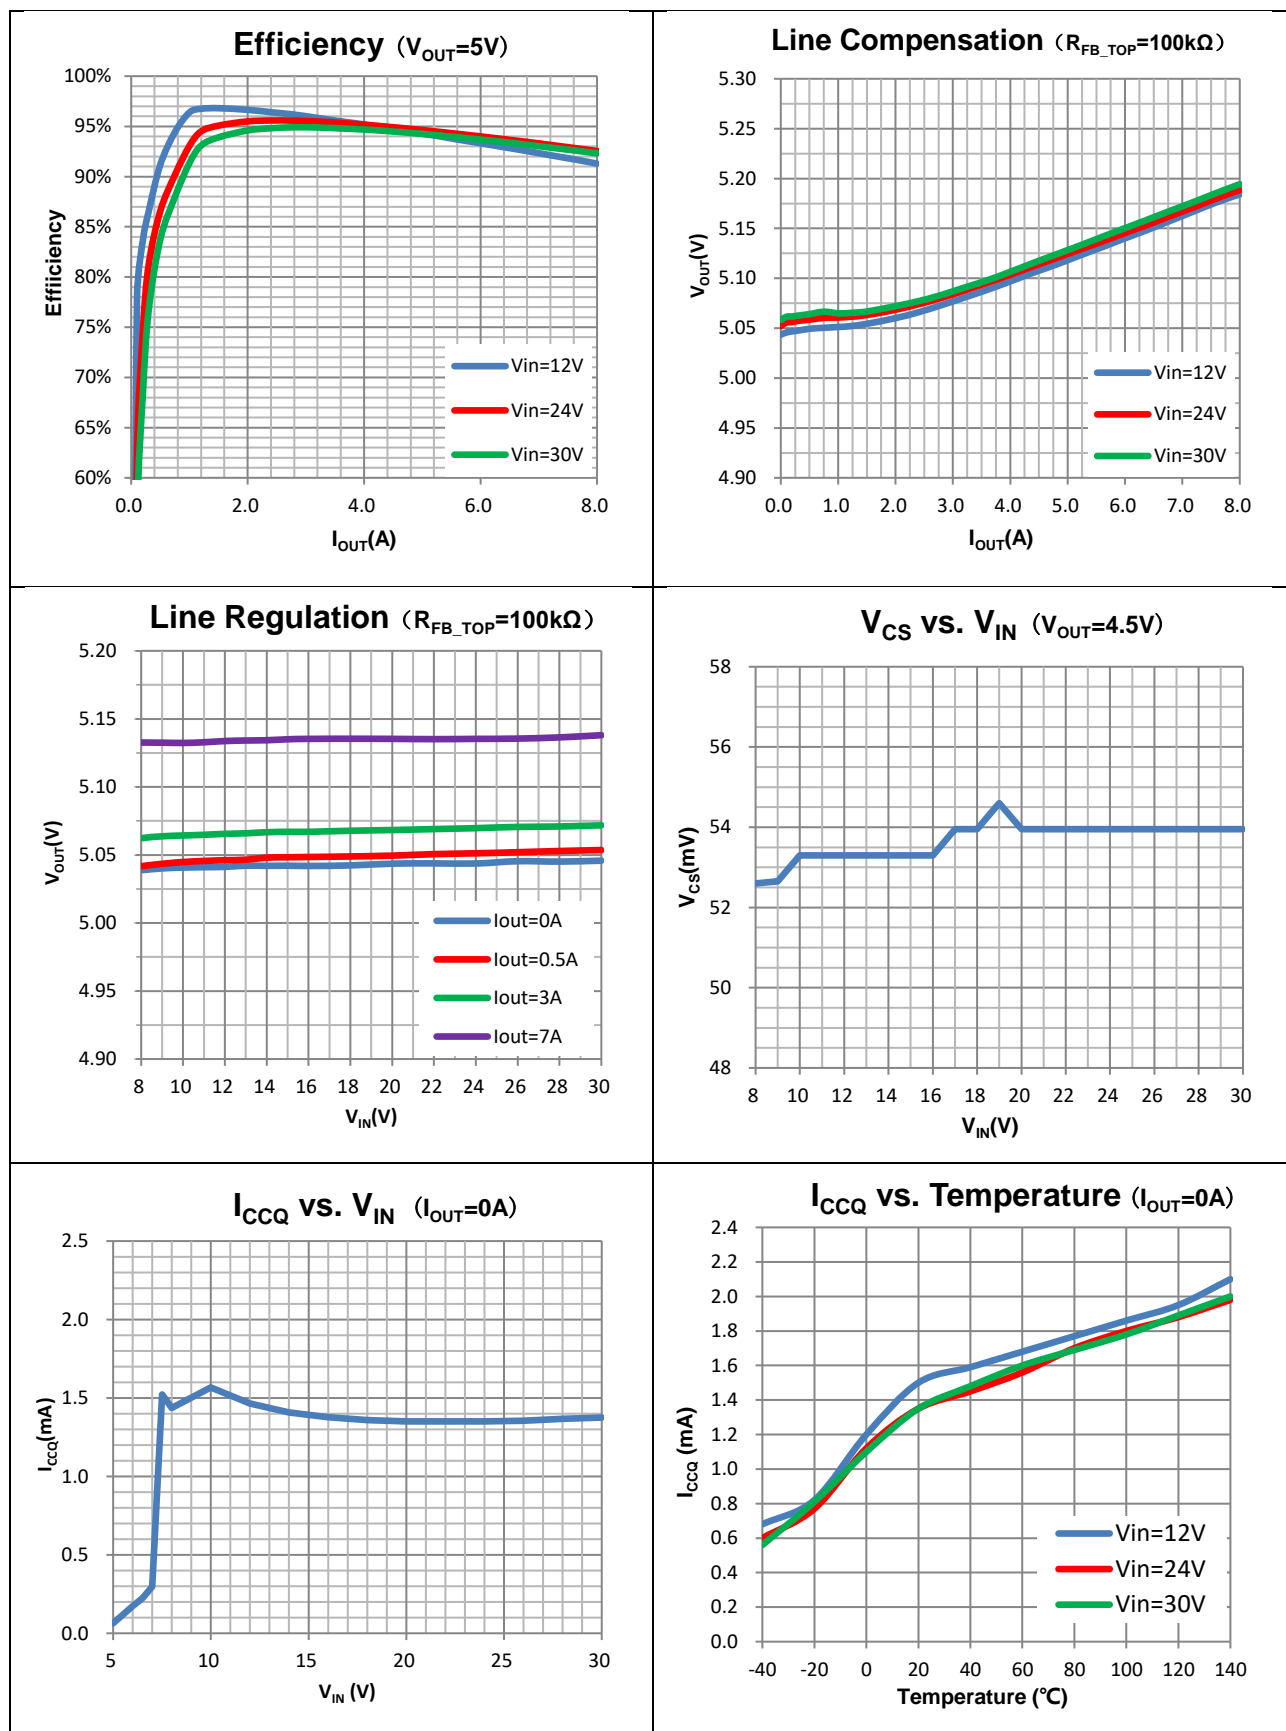 Efficiency（VOUT=5V）
100%
95%
90%
85%
80%
75%
70%
65%
60%
Effiiciency
Vin=12V
Vin=24V
Vin=30V
0.0 2.0 4.0 6.0 8.0
IOUT(A)
Line Compensation（RFB_TOP=100kΩ）
5.30
5.25
5.20
5.15
5.10
5.05
5.00
4.95
4.90
VOUT(V)
Vin=12V
Vin=24V
Vin=30V
0.0 1.0 2.0 3.0 4.0 5.0 6.0 7.0 8.0
IOUT(A)
Line Regulation（RFB_TOP=100kΩ）
5.20
5.15
5.10
5.05
5.00
4.95
4.90
VOUT(V)
Iout=0A
Iout=0.5A
Iout=3A
Iout=7A
8 10 12 14 16 18 20 22 24 26 28 30
VIN(V)
VCS vs. VIN（VOUT=4.5V）
58
56
54
52
50
48
VCS(mV)
8 10 12 14 16 18 20 22 24 26 28 30
VIN(V)
ICCQ vs. VIN（IOUT=0A）
2.5
2.0
1.5
1.0
0.5
0.0
ICCQ(mA)
5 10 15 20 25 30
VIN (V)
ICCQ vs. Temperature（IOUT=0A）
2.4
2.2
2.0
1.8
1.6
1.4
1.2
1.0
0.8
0.6
0.4
0.2
0.0
ICCQ (mA)
Vin=12V
Vin=24V
Vin=30V
-40 -20 0 20 40 60 80 100 120 140
Temperature (℃)